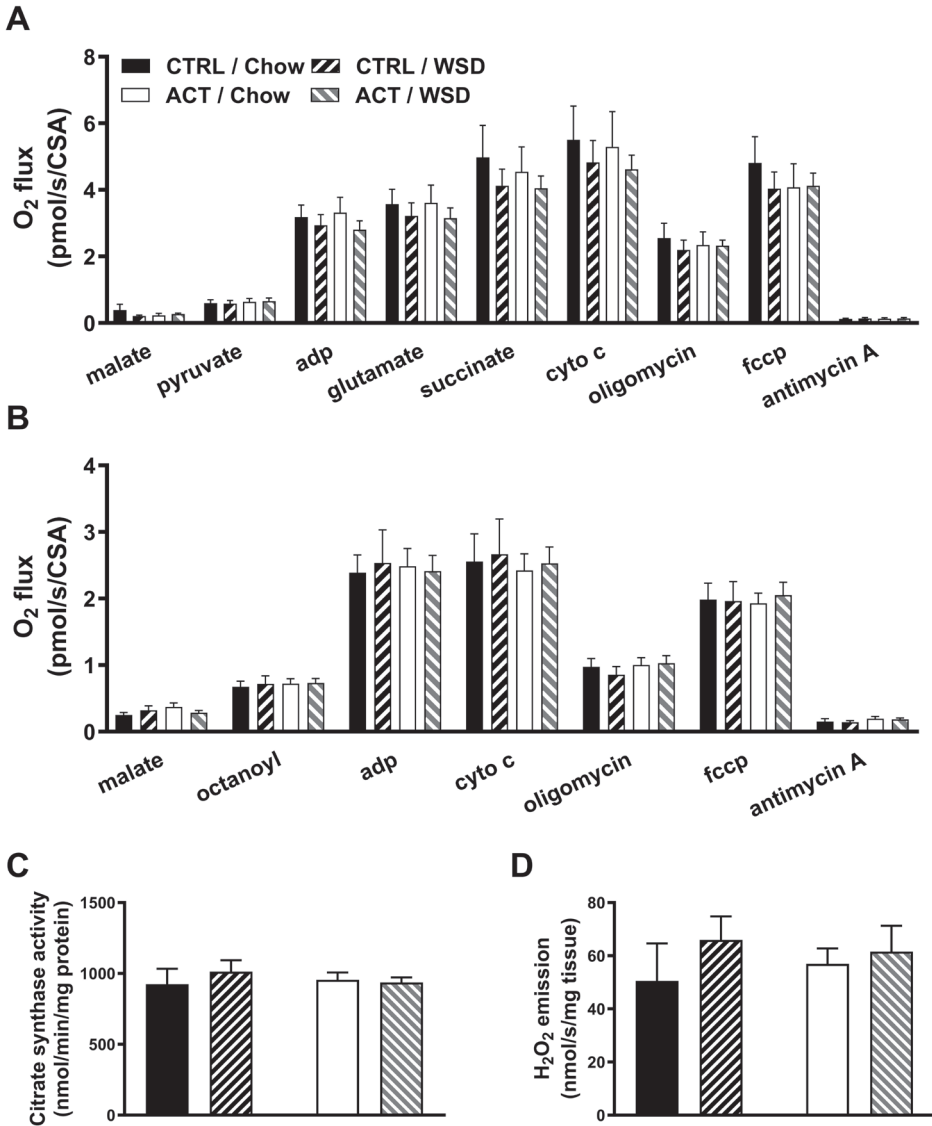 A
8
6
4
2
0
O2 flux
(pmol/s/CSA)
CTRL / Chow
CTRL / WSD
ACT / Chow
ACT / WSD
malate
pyruvate
adp
glutamate
succinate
cyto c
oligomycin
fccp
antimycin A
B
4
3
2
1
0
O2 flux
(pmol/s/CSA)
malate
octanoyl
adp
cyto c
oligomycin
fccp
antimycin A
C
1500
1000
500
0
Citrate synthase activity
(nmol/min/mg protein)
D
80
60
40
20
0
H2O2 emission
(nmol/s/mg tissue)